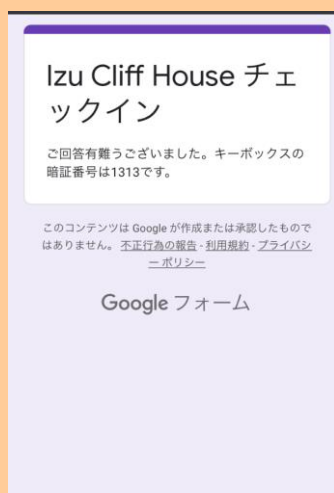 Izu Cliff House チェ
ックイン
ご回答有難うございました。キーボックスの
暗証番号は1313です。
このコンテンツは Google が作成または承認したもので
はありません。 不正行為の報告 - 利用規約 - プライバシ
ー ポリシー
Google フォーム